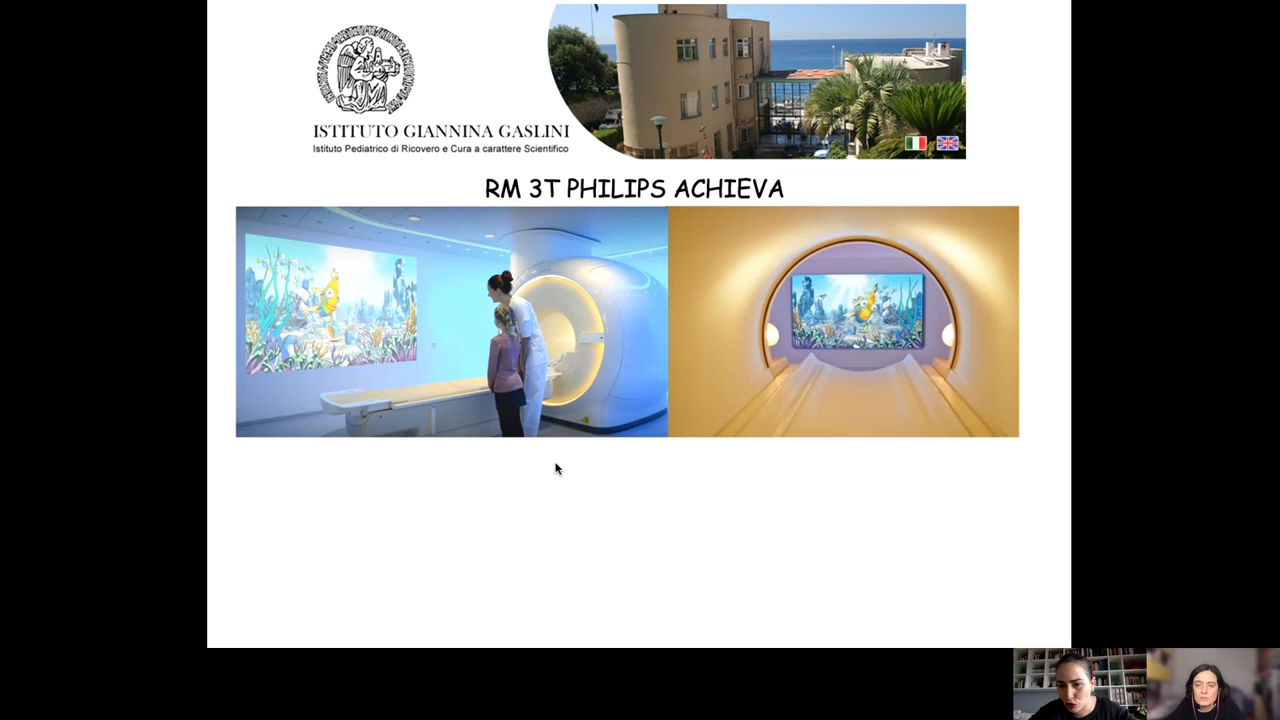 ISTITUTO GIANNINA GASLINI
Istituto Pediatrico di Ricovero e Cura a carattere Scientifico
RM 3T PHILIPS ACHIEVA